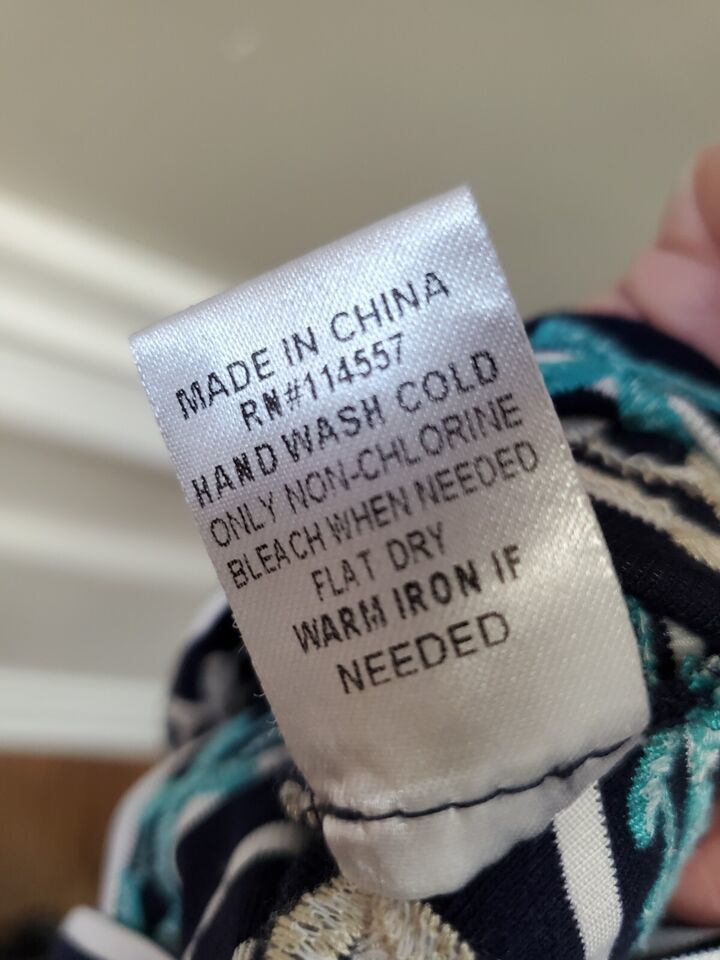 MADE IN CHINA
RN#114557
HAND WASH COLD
ONLY NON-CHLORINE
BLEACH WHEN NEEDED
FLAT DRY
WARM IRON IF
NEEDED